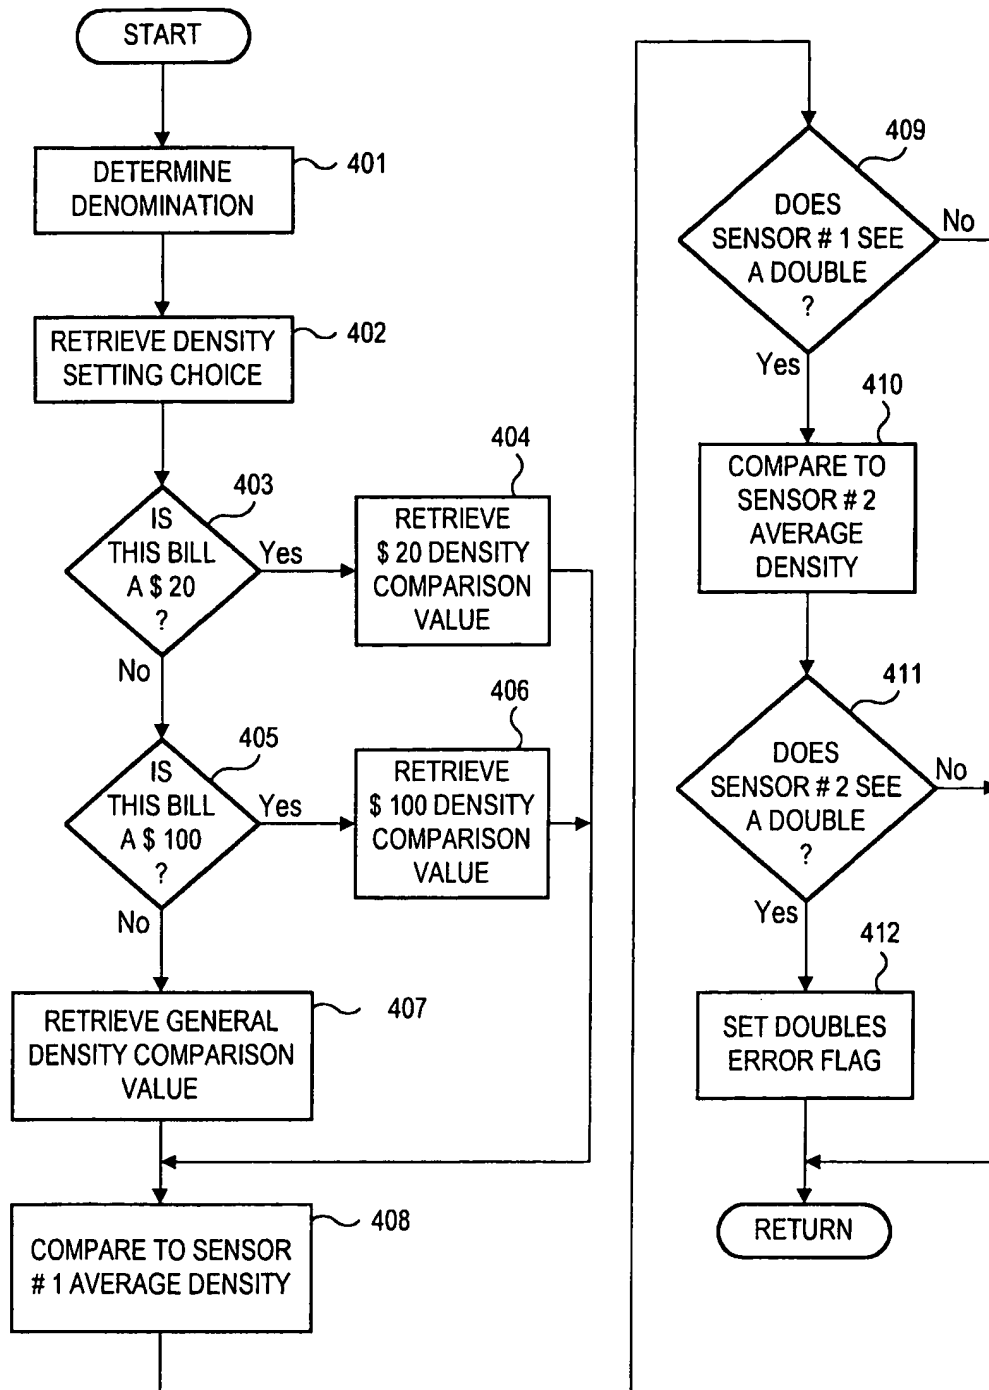 START
DETERMINE
DENOMINATION
401
RETRIEVE DENSITY
SETTING CHOICE
402
IS
THIS BILL
A $ 20
?
403
Yes
No
RETRIEVE
$ 20 DENSITY
COMPARISON
VALUE
404
IS
THIS BILL
A $ 100
?
405
Yes
No
RETRIEVE
$ 100 DENSITY
COMPARISON
VALUE
406
RETRIEVE GENERAL
DENSITY COMPARISON
VALUE
407
COMPARE TO SENSOR
# 1 AVERAGE DENSITY
408
DOES
SENSOR # 1 SEE
A DOUBLE
?
409
No
Yes
COMPARE TO
SENSOR # 2
AVERAGE
DENSITY
410
DOES
SENSOR # 2 SEE
A DOUBLE
?
411
No
Yes
SET DOUBLES
ERROR FLAG
412
RETURN